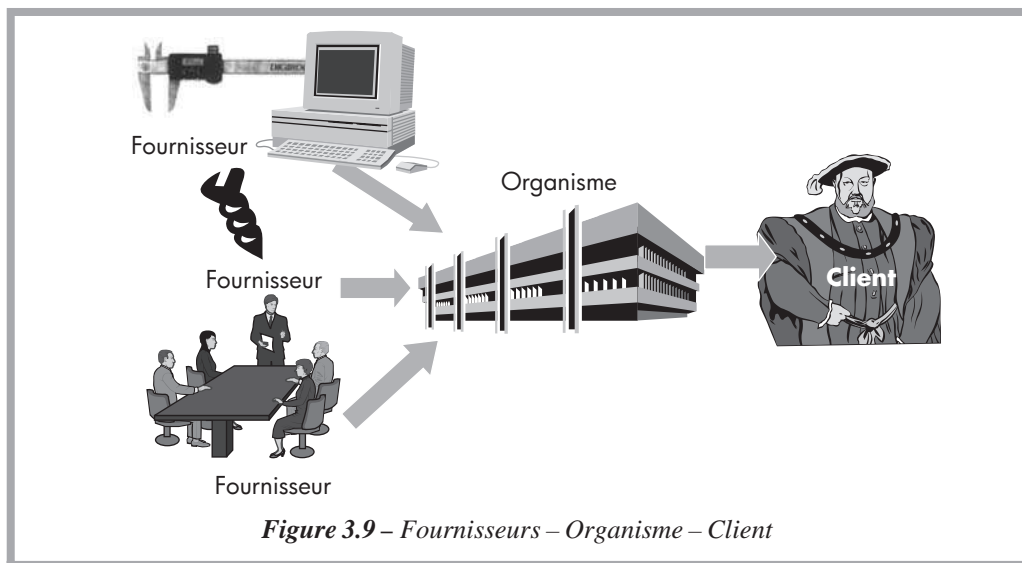 Fournisseur
Organisme
Fournisseur
Client
Fournisseur
Figure 3.9 – Fournisseurs – Organisme – Client